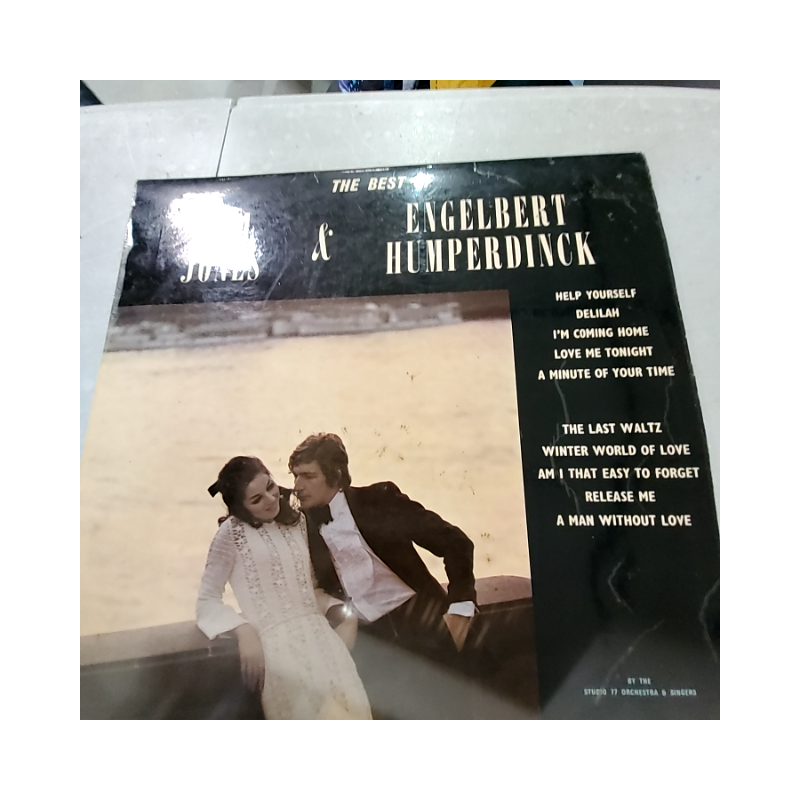 THE BEST
JONES
&
ENGELBERT
HUMPERDINCK
HELP YOURSELF
DELILAH
I'M COMING HOME
LOVE ME TONIGHT
A MINUTE OF YOUR TIME
THE LAST WALTZ
WINTER WORLD OF LOVE
AM I THAT EASY TO FORGET
RELEASE ME
A MAN WITHOUT LOVE
BY THE
STUDIO 77 ORCHESTRA & SINGERS